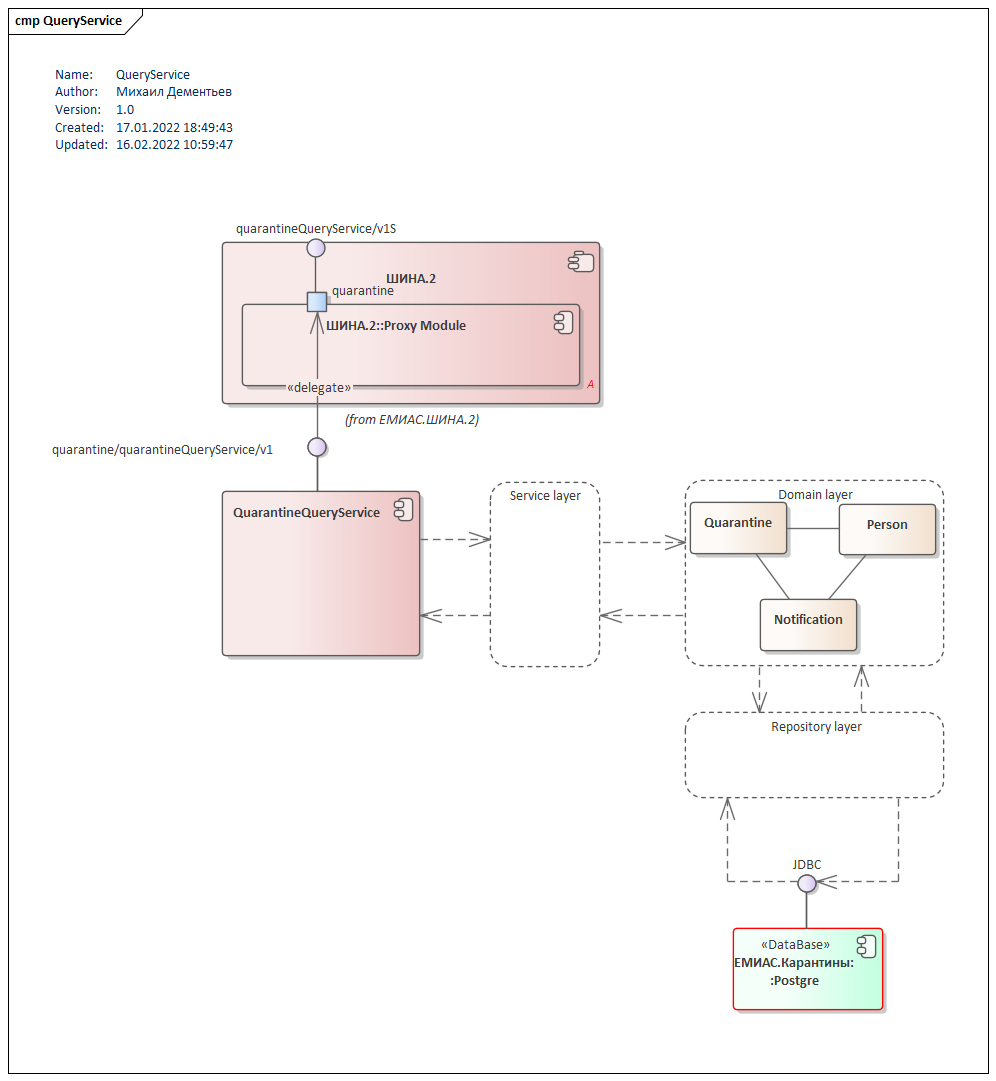 cmp QueryService
Name: QueryService
Author: Михаил Дементьев
Version: 1.0
Created: 17.01.2022 18:49:43
Updated: 16.02.2022 10:59:47
quarantineQueryService/v1S
ШИНА.2
quarantine
ШИНА.2::Proxy Module
«delegate»
A
(from ЕМИАС.ШИНА.2)
quarantine/quarantineQueryService/v1
QuarantineQueryService
Service layer
Domain layer
Quarantine
Person
Notification
Repository layer
JDBC
«DataBase»
ЕМИАС.Карантины:
:Postgre